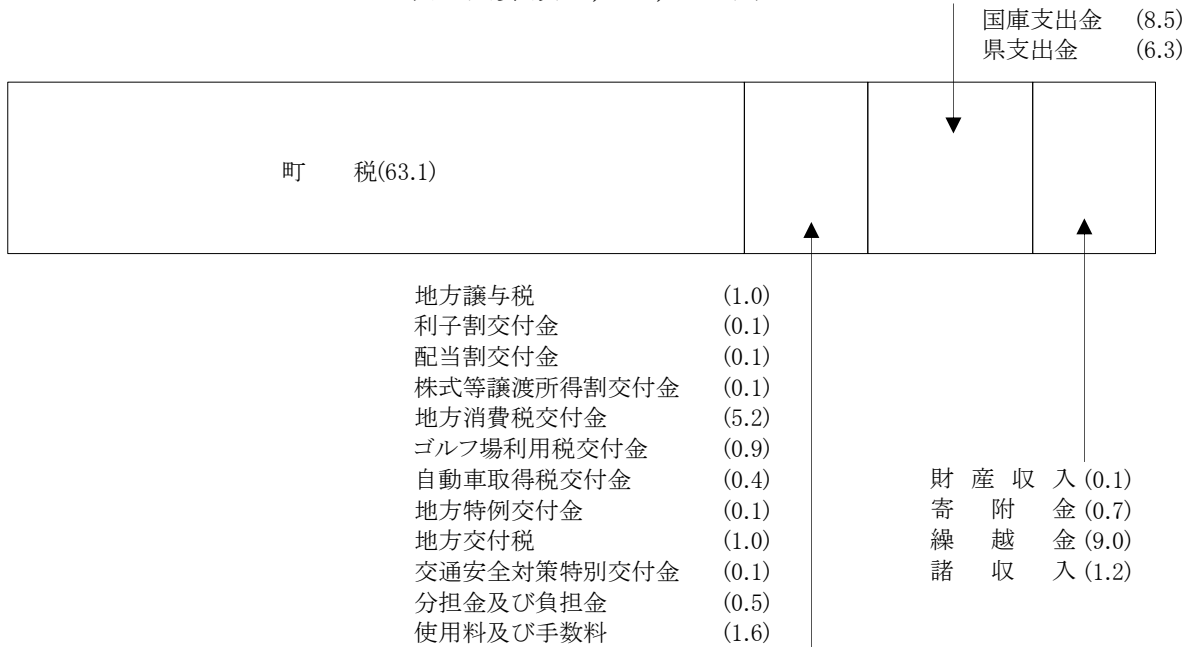 国庫支出金 (8.5)
県支出金 (6.3)
町 税(63.1)
地方譲与税 (1.0)
利子割交付金 (0.1)
配当割交付金 (0.1)
株式等譲渡所得割交付金 (0.1)
地方消費税交付金 (5.2)
ゴルフ場利用税交付金 (0.9)
自動車取得税交付金 (0.4)
地方特例交付金 (0.1)
地方交付税 (1.0)
交通安全対策特別交付金 (0.1)
分担金及び負担金 (0.5)
使用料及び手数料 (1.6)
財産収入(0.1)
寄附金(0.7)
繰越金(9.0)
諸収入(1.2)